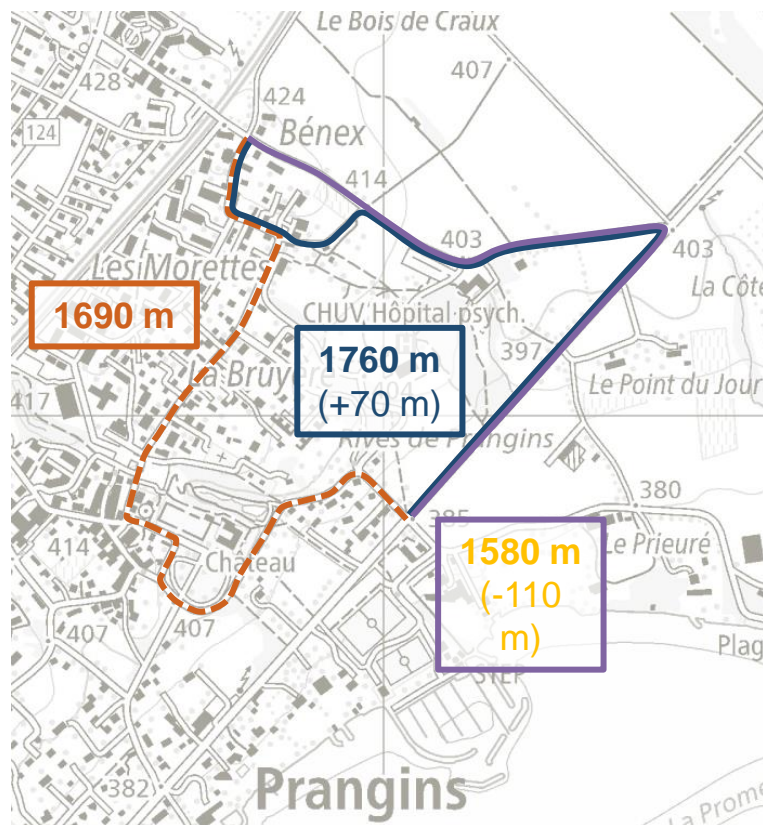 Le Bois de Craux
428
407
424
124
Bénex
414
403
403
Les Morettes
La Côte
1690 m
CHUV, Hôpital psych.
1760 m
(+70 m)
397
La Bruyère
404
Le Point du Jour
417
Rives de Prangins
385
380
1580 m
(-110
m)
Le Prieuré
414
Château
407
407
Plag
STEP
382
Prangins
La Prome